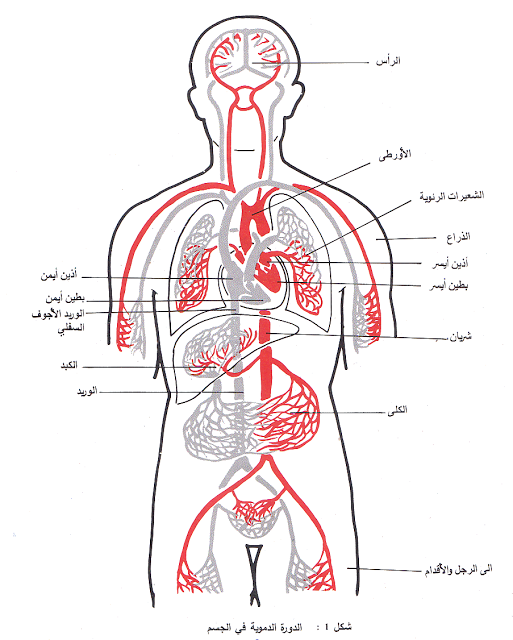 الرأس
الأورطى
الشعيرات الرئوية
الذراع
أذين أيسر
أذين أيمن
بطين أيسر
بطين أيمن
الوريد الأجوف
السفلي
شريان
الكبد
الوريد
الكلى
الى الرجل والأقدام
شكل 1 : الدورة الدموية في الجسم